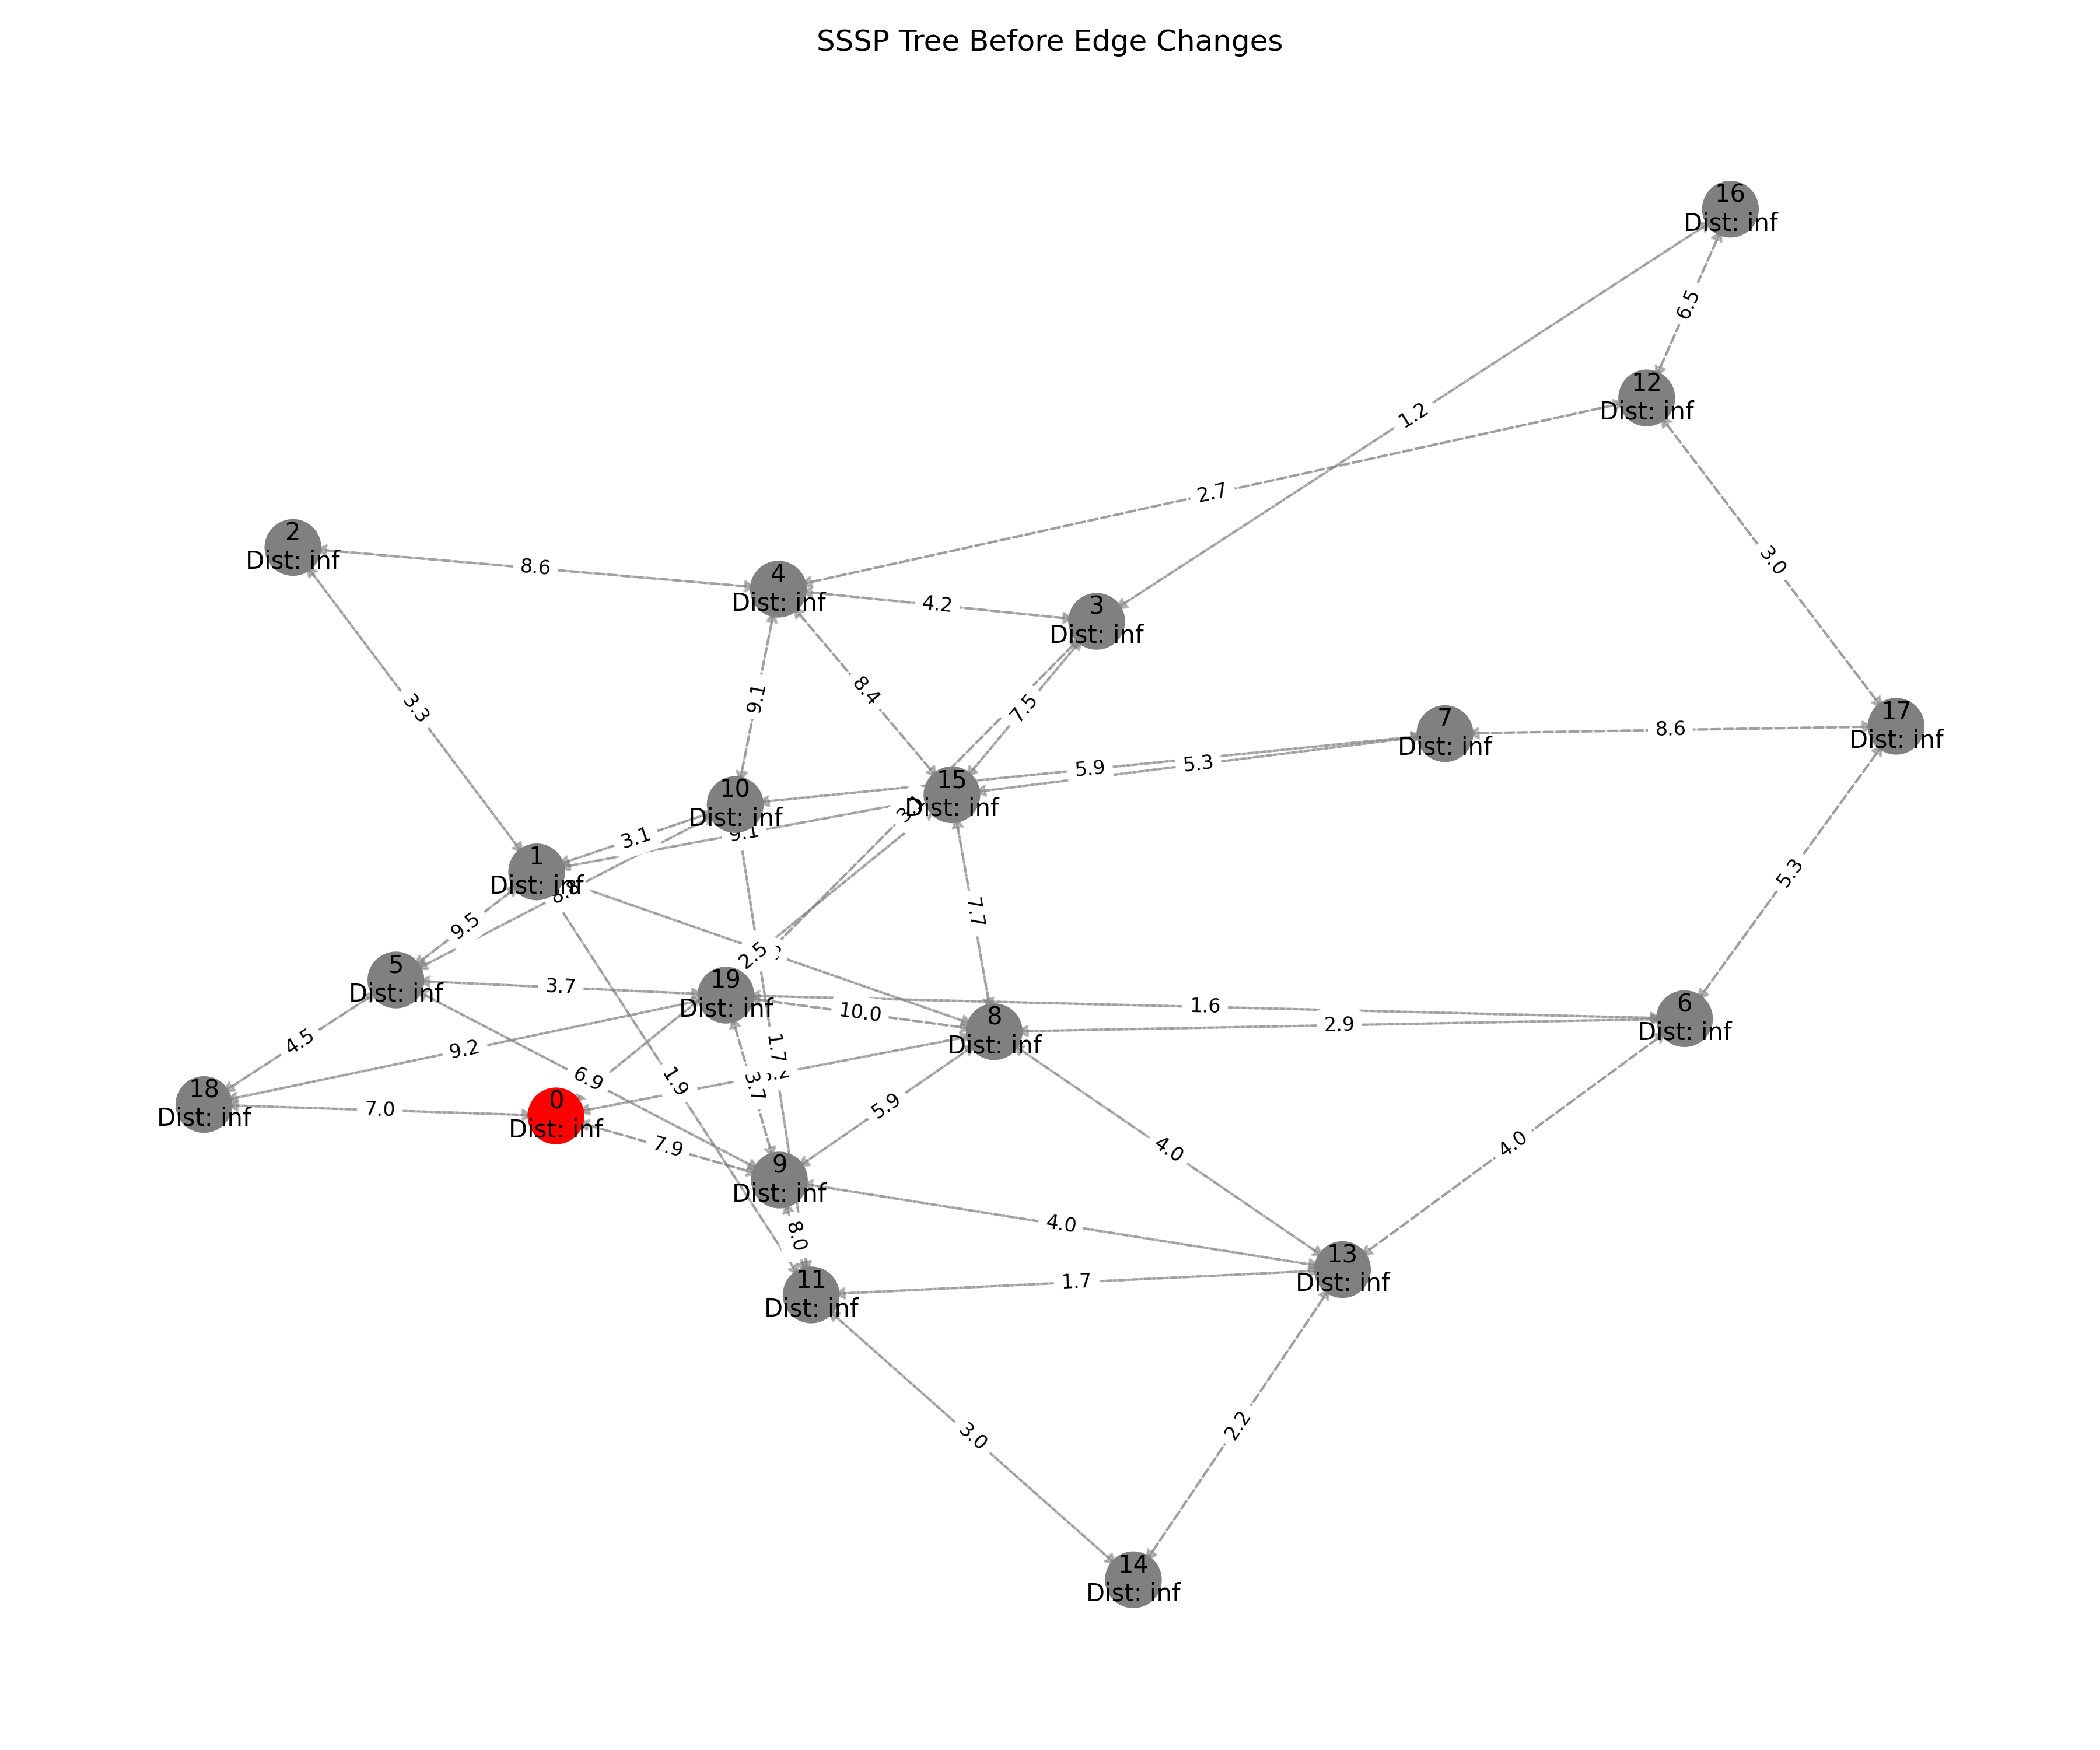 SSSP Tree Before Edge Changes
16
Dist: inf
6.5
12
Dist: inf
1.2
2.7
2
Dist: inf
8.6
3.0
4
Dist: inf
4.2
3
Dist: inf
3.3
9.1
8.4
7.5
7
Dist: inf
8.6
17
Dist: inf
5.9
5.3
15
Dist: inf
10
Dist: inf
3.1
9.1
1
Dist: inf
5.3
9.5
7.7
2.5
5
Dist: inf
3.7
19
Dist: inf
10.0
1.6
6
Dist: inf
8
Dist: inf
2.9
4.5
9.2
1.7
6.9
1.9
3.7
18
Dist: inf
7.0
0
Dist: inf
5.9
7.9
4.0
4.0
9
Dist: inf
4.0
8.0
13
Dist: inf
11
Dist: inf
1.7
3.0
2.2
14
Dist: inf